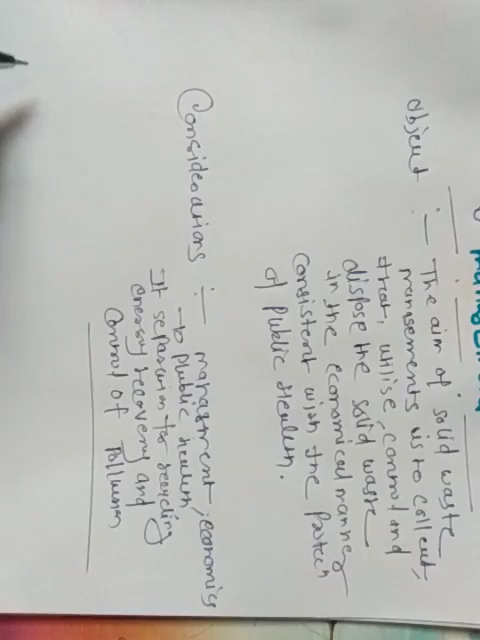 object :- The aim of solid waste
management is to collect,
treat, utilise, control and
dispose the solid waste
in the economical manner
consistent with the Protec
of Public Health.
Considerations :- management, economics
to public Health,
It separation for recycling
energy recovery and
Control of Pollution